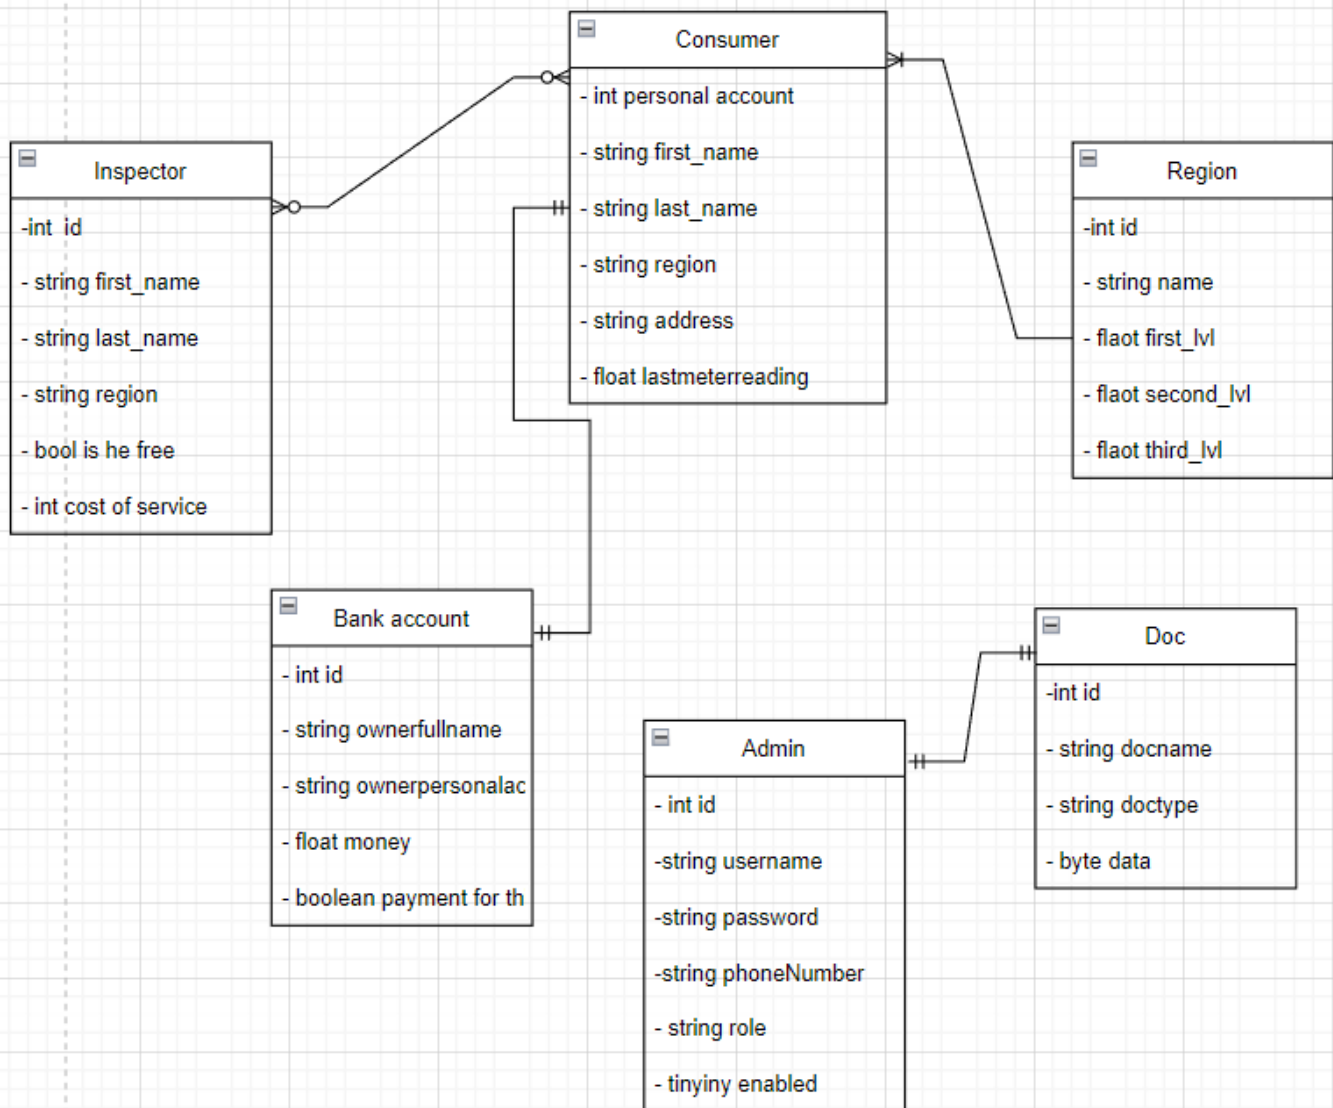 Consumer
- int personal account
- string first_name
- string last_name
- string region
- string address
- float lastmeterreading
Inspector
-int  id
- string first_name
- string last_name
- string region
- bool is he free
- int cost of service
Region
-int id
- string name
- flaot first_lvl
- flaot second_lvl
- flaot third_lvl
Bank account
- int id
- string ownerfullname
- string ownerpersonalac
- float money
- boolean payment for th
Admin
- int id
-string username
-string password
-string phoneNumber
- string role
- tinyiny enabled
Doc
-int id
- string docname
- string doctype
- byte data